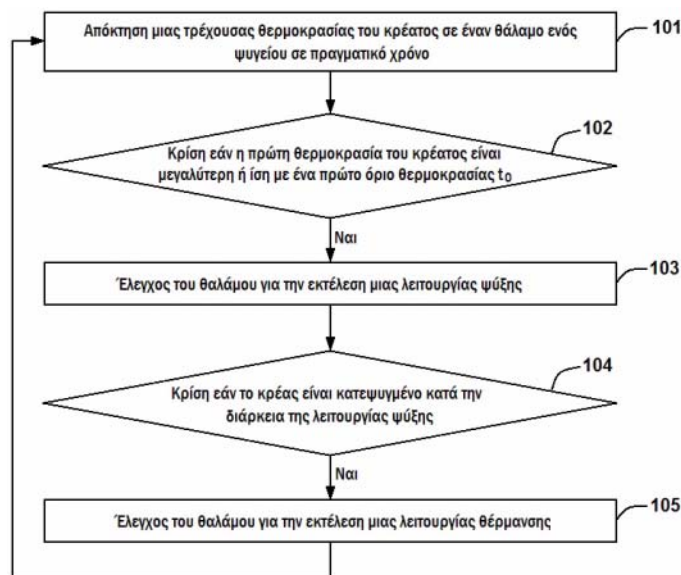 Απόκτηση μιας τρέχουσας θερμοκρασίας του κρέατος σε έναν θάλαμο ενός
ψυγείου σε πραγματικό χρόνο
101
102
Κρίση εάν η πρώτη θερμοκρασία του κρέατος είναι
μεγαλύτερη ή ίση με ένα πρώτο όριο θερμοκρασίας t₀
Ναι
103
Έλεγχος του θαλάμου για την εκτέλεση μιας λειτουργίας ψύξης
104
Κρίση εάν το κρέας είναι κατεψυγμένο κατά την
διάρκεια της λειτουργίας ψύξης
Ναι
105
Έλεγχος του θαλάμου για την εκτέλεση μιας λειτουργίας θέρμανσης